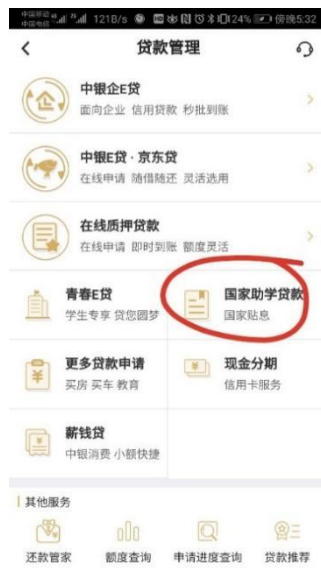 中国移动
中国电信
121B/s
24%
傍晚5:32
贷款管理
中银企E贷
面向企业 信用贷款 秒批到账
中银E贷·京东贷
在线申请 随借随还 灵活选用
在线质押贷款
在线申请 即时到账 额度灵活
青春E贷
学生专享 贷您圆梦
国家助学贷款
国家贴息
更多贷款申请
买房 买车 教育
现金分期
信用卡服务
薪钱贷
中银消费 小额快捷
其他服务
还款管家
额度查询
申请进度查询
贷款推荐